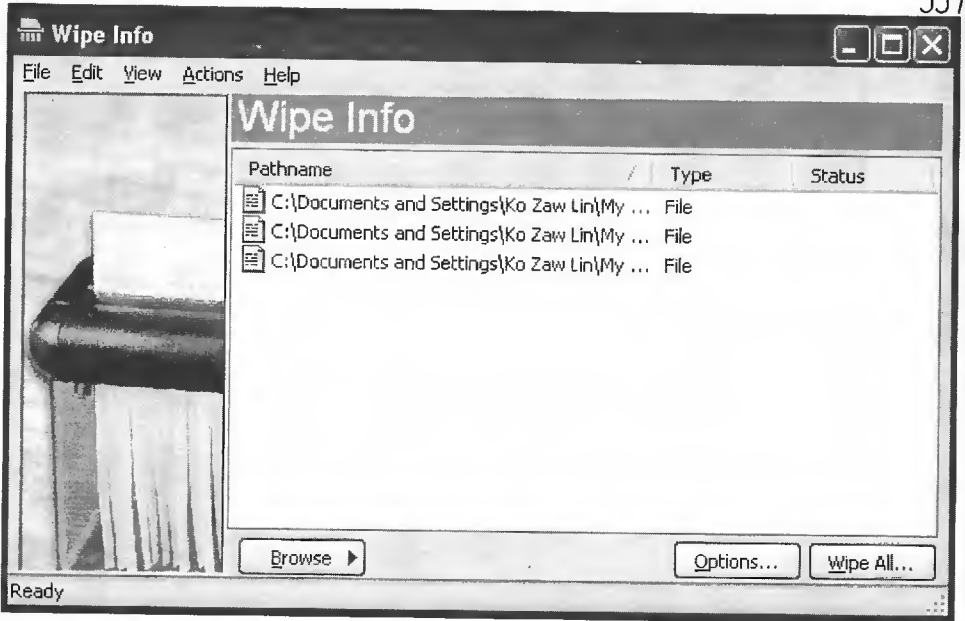 Wipe Info
File Edit View Actions Help
Wipe Info
Pathname / Type Status
C:\Documents and Settings\Ko Zaw Lin\My ... File
C:\Documents and Settings\Ko Zaw Lin\My ... File
C:\Documents and Settings\Ko Zaw Lin\My ... File
Browse Options... Wipe All...
Ready